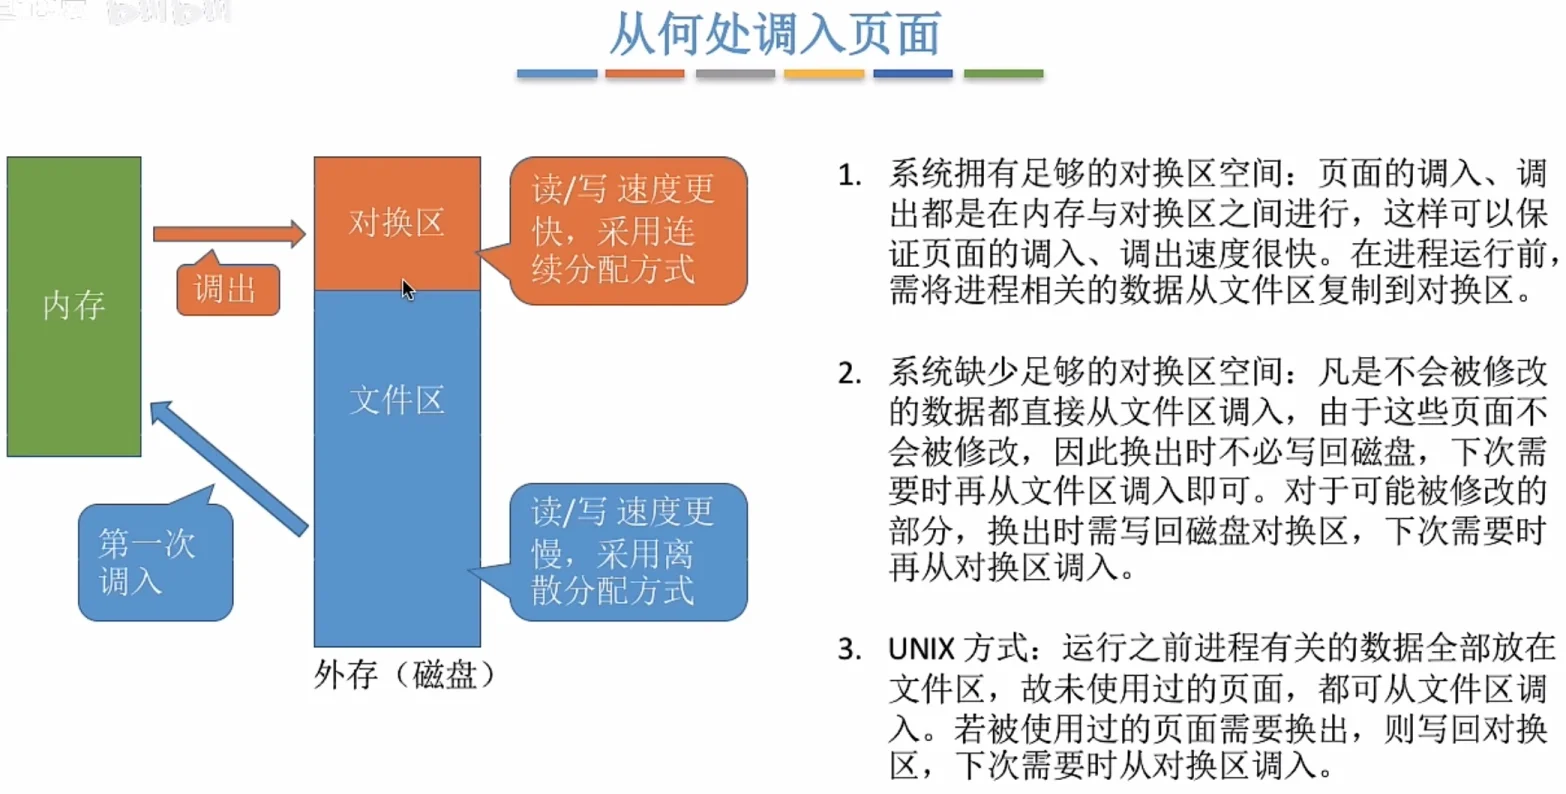 从何处调入页面
内存
调出
第一次
调入
对换区
文件区
外存（磁盘）
读/写 速度更
快，采用连
续分配方式
读/写 速度更
慢，采用离
散分配方式
1. 系统拥有足够的对换区空间：页面的调入、调
出都是在内存与对换区之间进行，这样可以保
证页面的调入、调出速度很快。在进程运行前，
需将进程相关的数据从文件区复制到对换区。
2. 系统缺少足够的对换区空间：凡是不会被修改
的数据都直接从文件区调入，由于这些页面不
会被修改，因此换出时不必写回磁盘，下次需
要时再从文件区调入即可。对于可能被修改的
部分，换出时需写回磁盘对换区，下次需要时
再从对换区调入。
3. UNIX 方式：运行之前进程有关的数据全部放在
文件区，故未使用过的页面，都可从文件区调
入。若被使用过的页面需要换出，则写回对换
区，下次需要时从对换区调入。